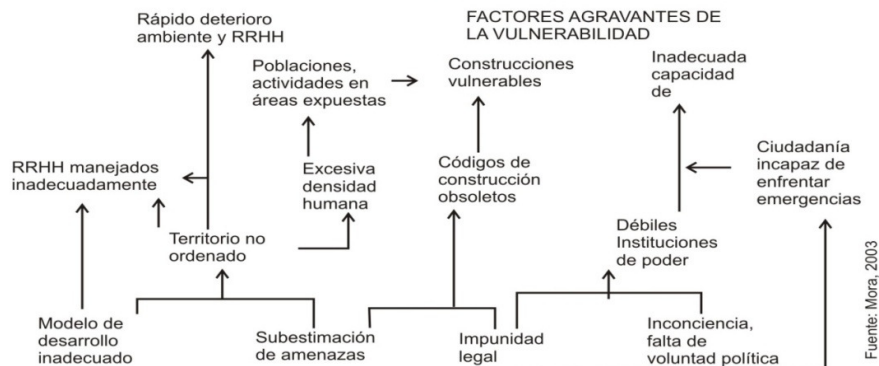 FACTORES AGRAVANTES DE
LA VULNERABILIDAD
Rápido deterioro
ambiente y RRHH
Poblaciones,
actividades en
áreas expuestas
Construcciones
vulnerables
Inadecuada
capacidad
de
RRHH manejados
inadecuadamente
Excesiva
densidad
humana
Códigos de
construcción
obsoletos
Ciudadanía
incapaz de
enfrentar
emergencias
Territorio no
ordenado
Débiles
Instituciones
de poder
Modelo de
desarrollo
inadecuado
Subestimación
de amenazas
Impunidad
legal
Inconciencia,
falta de
voluntad política
Fuente: Mora, 2003